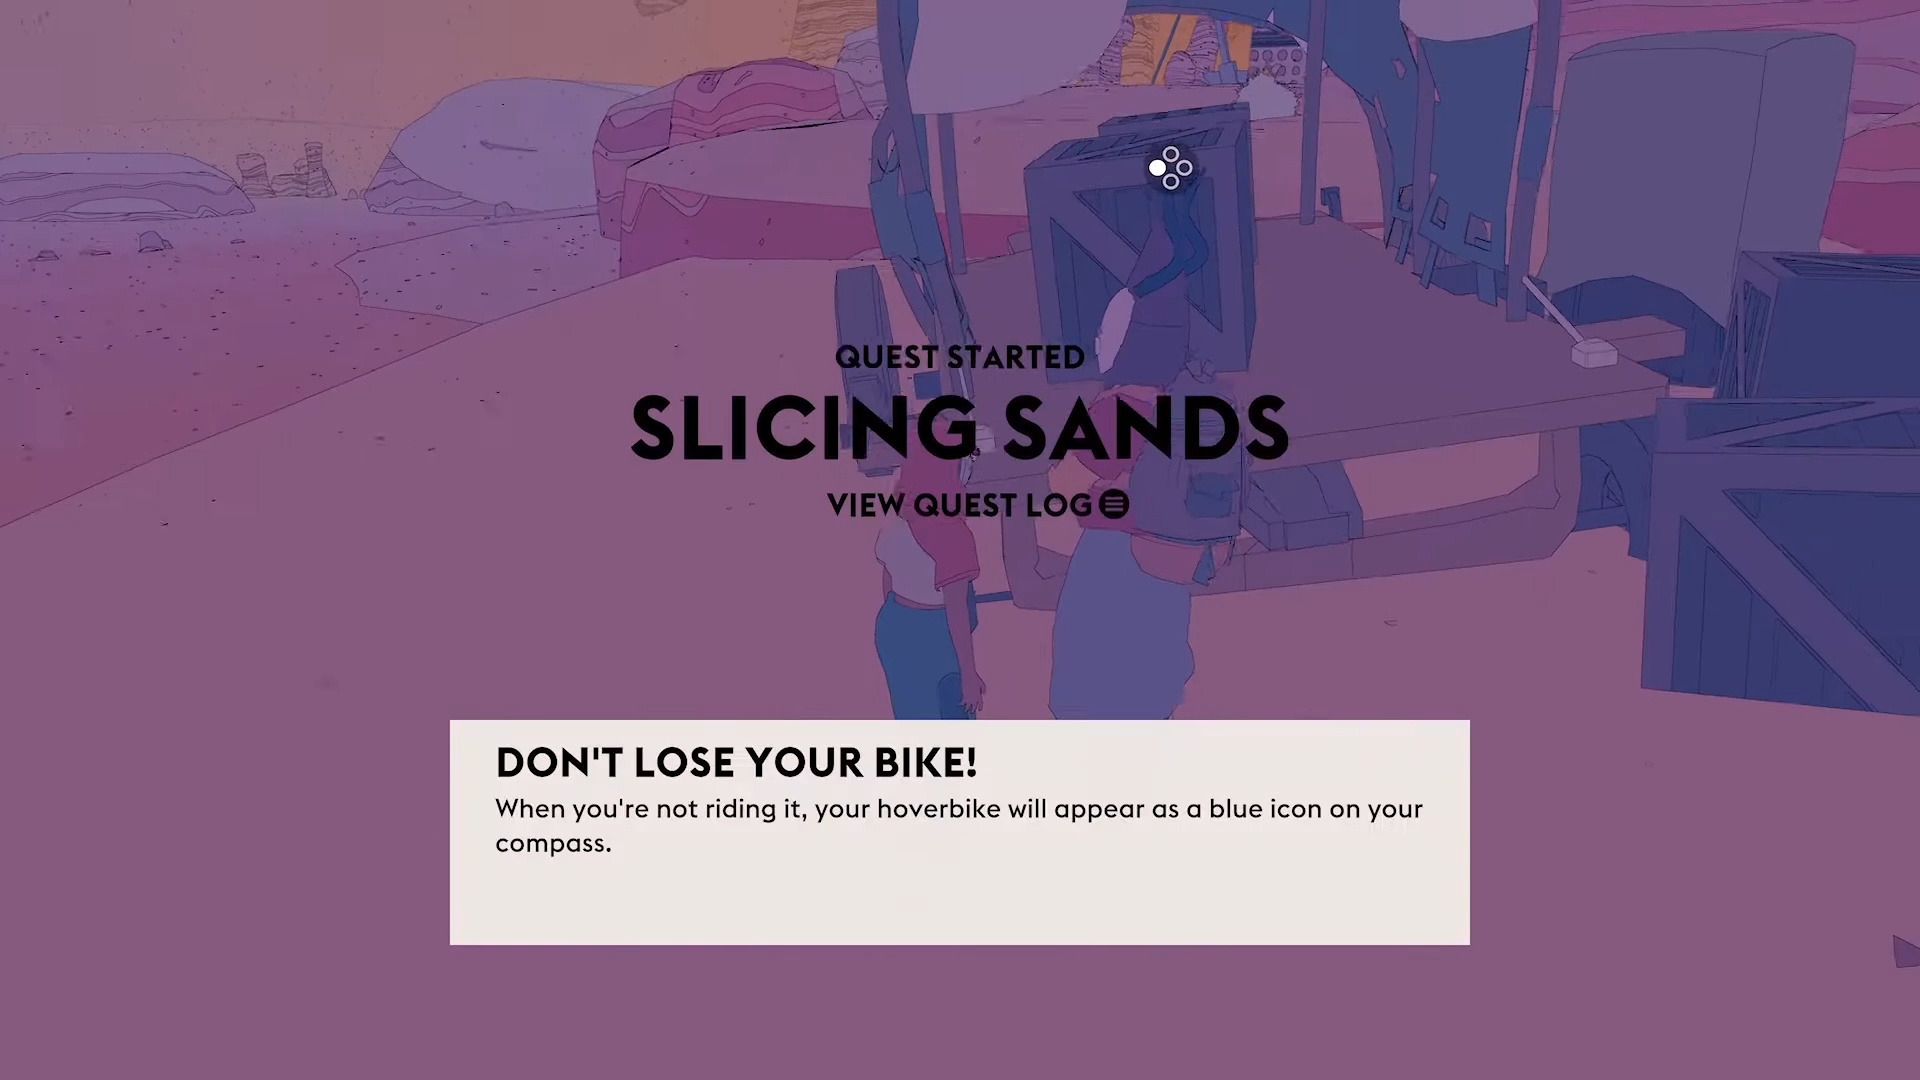 QUEST STARTED
SLICING SANDS
VIEW QUEST LOG
DON'T LOSE YOUR BIKE!
When you're not riding it, your hoverbike will appear as a blue icon on your
compass.